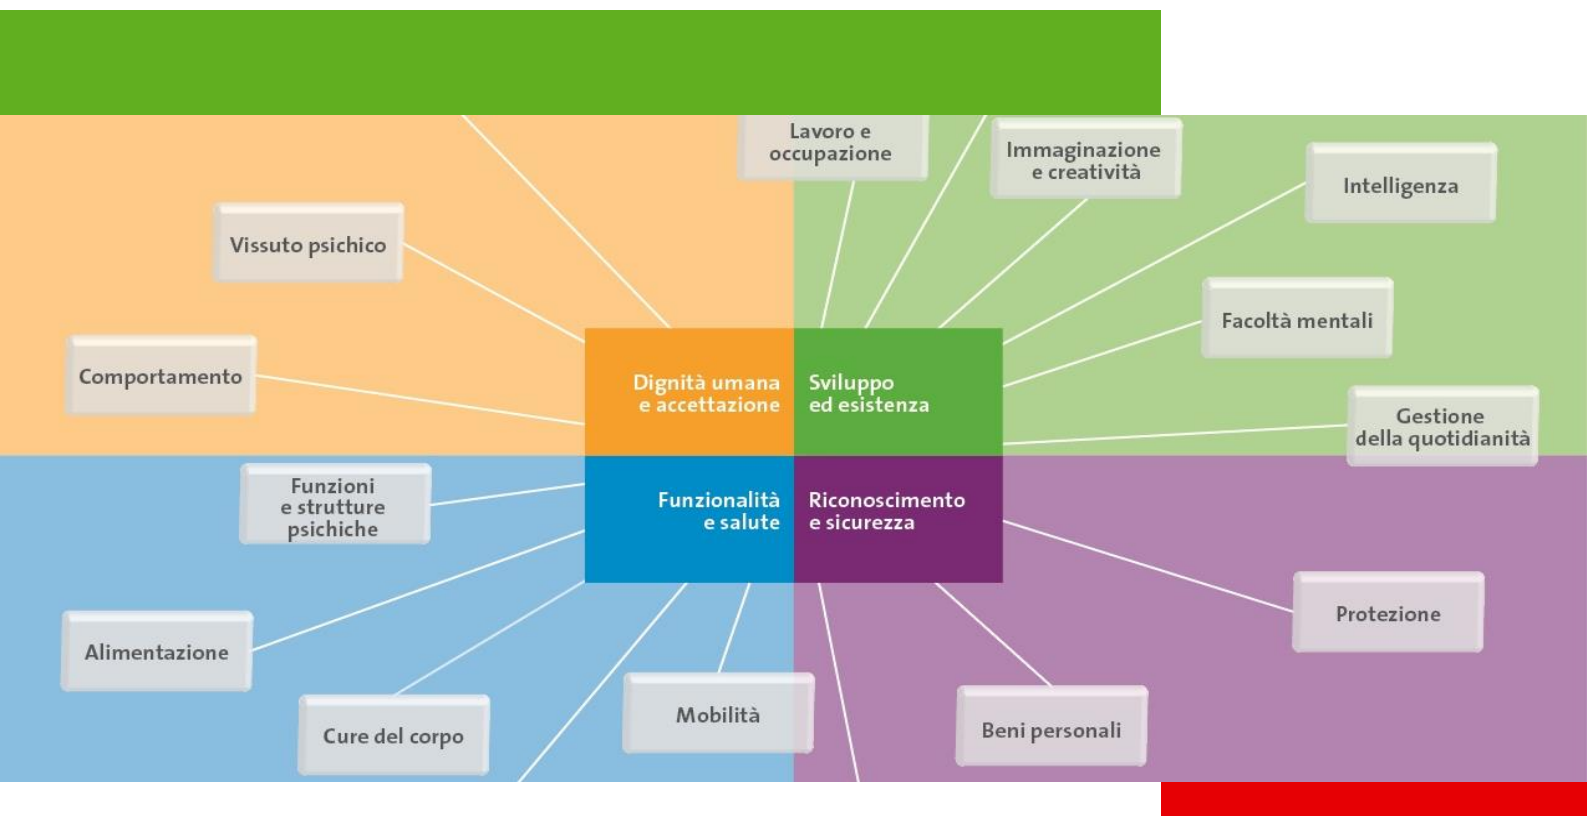 Lavoro e
occupazione
Immaginazione
e creatività
Intelligenza
Vissuto psichico
Facoltà mentali
Comportamento
Dignità umana
e accettazione
Sviluppo
ed esistenza
Gestione
della quotidianità
Funzioni
e strutture
psichiche
Funzionalità
e salute
Riconoscimento
e sicurezza
Alimentazione
Protezione
Cure del corpo
Mobilità
Beni personali